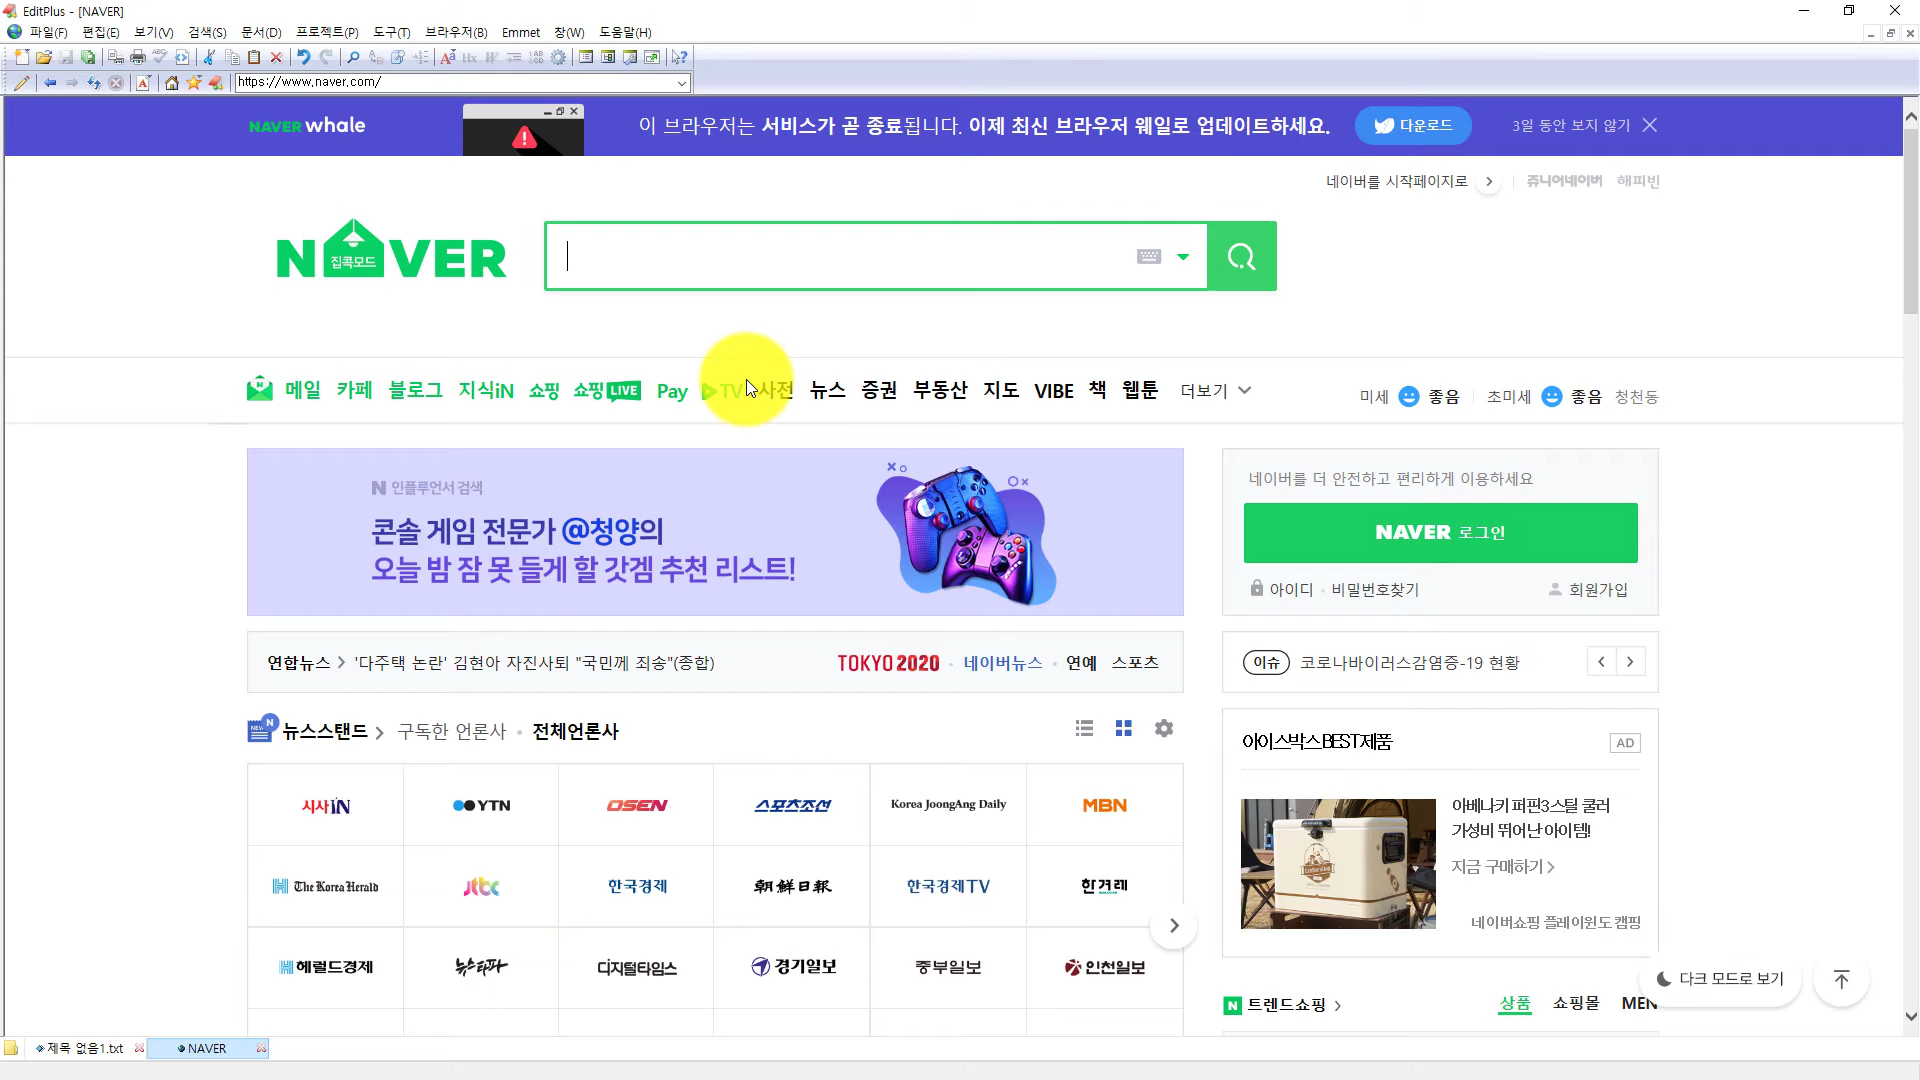 EditPlus - [NAVER]
파일(F) 편집(E) 보기(V) 검색(S) 문서(D) 프로젝트(P) 도구(T) 브라우저(B) Emmet 창(W) 도움말(H)
https://www.naver.com/
NAVER whale
이 브라우저는 서비스가 곧 종료됩니다. 이제 최신 브라우저 웨일로 업데이트하세요.
다운로드
3일 동안 보지 않기
네이버를 시작페이지로
쥬니어네이버 해피빈
NAVER
집콕모드
메일 카페 블로그 지식iN 쇼핑 쇼핑LIVE Pay TV 사전 뉴스 증권 부동산 지도 VIBE 책 웹툰 더보기
미세 좋음 초미세 좋음 청천동
N 인플루언서 검색
콘솔 게임 전문가 @청양의
오늘 밤 잠 못 들게 할 갓겜 추천 리스트!
네이버를 더 안전하고 편리하게 이용하세요
NAVER 로그인
아이디 · 비밀번호찾기
회원가입
연합뉴스 > '다주택 논란' 김현아 자진사퇴 "국민께 죄송"(종합)
TOKYO 2020 · 네이버뉴스 · 연예 스포츠
이슈 코로나바이러스감염증-19 현황
뉴스스탠드 > 구독한 언론사 · 전체언론사
시사IN YTN OSEN 스포츠조선 Korea JoongAng Daily MBN
The Korea Herald jtbc 한국경제 朝鮮日報 한국경제TV 한겨레
헤럴드경제 뉴스타파 디지털타임스 경기일보 중부일보 인천일보
아이스박스 BEST제품
AD
아베나키 퍼핀3 스틸 쿨러
가성비 뛰어난 아이템!
지금 구매하기 >
네이버쇼핑 플레이윈도 캠핑
다크 모드로 보기
N 트렌드쇼핑 >
상품 쇼핑몰 MEN
제목 없음1.txt
NAVER